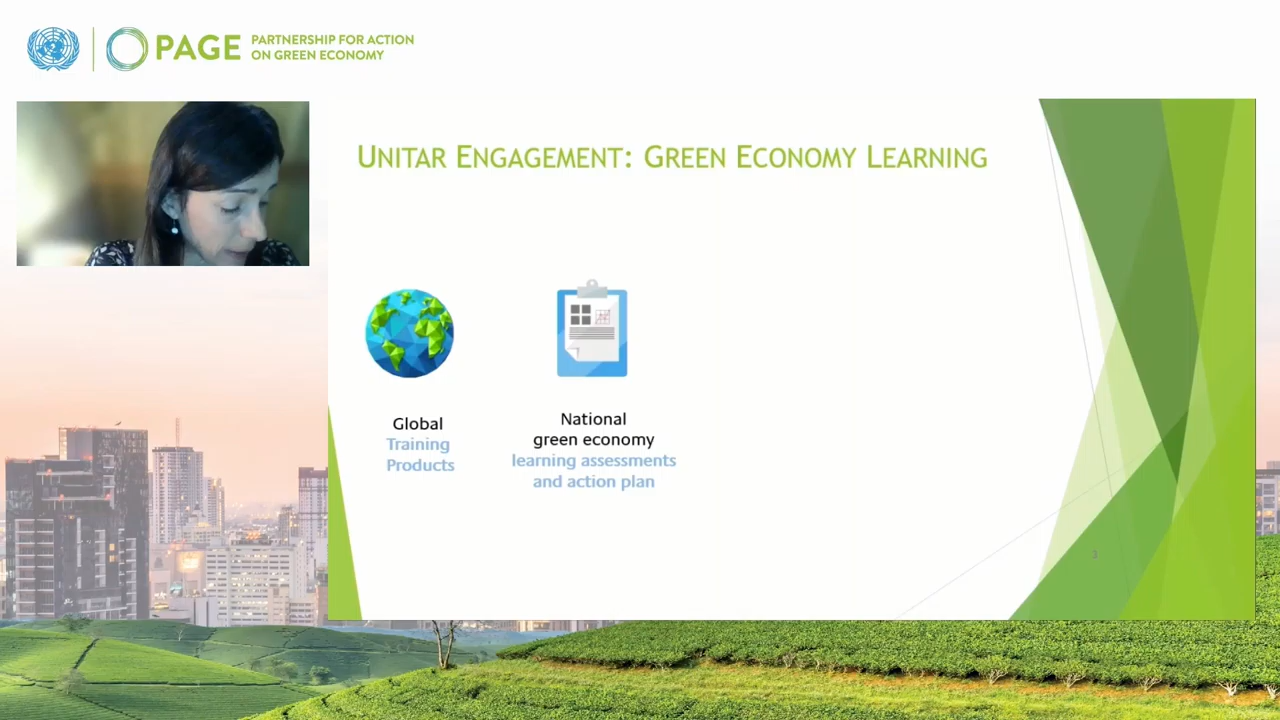 PAGE
PARTNERSHIP FOR ACTION
ON GREEN ECONOMY
UNITAR ENGAGEMENT: GREEN ECONOMY LEARNING
Global
Training
Products
National
green economy
learning assessments
and action plan
3